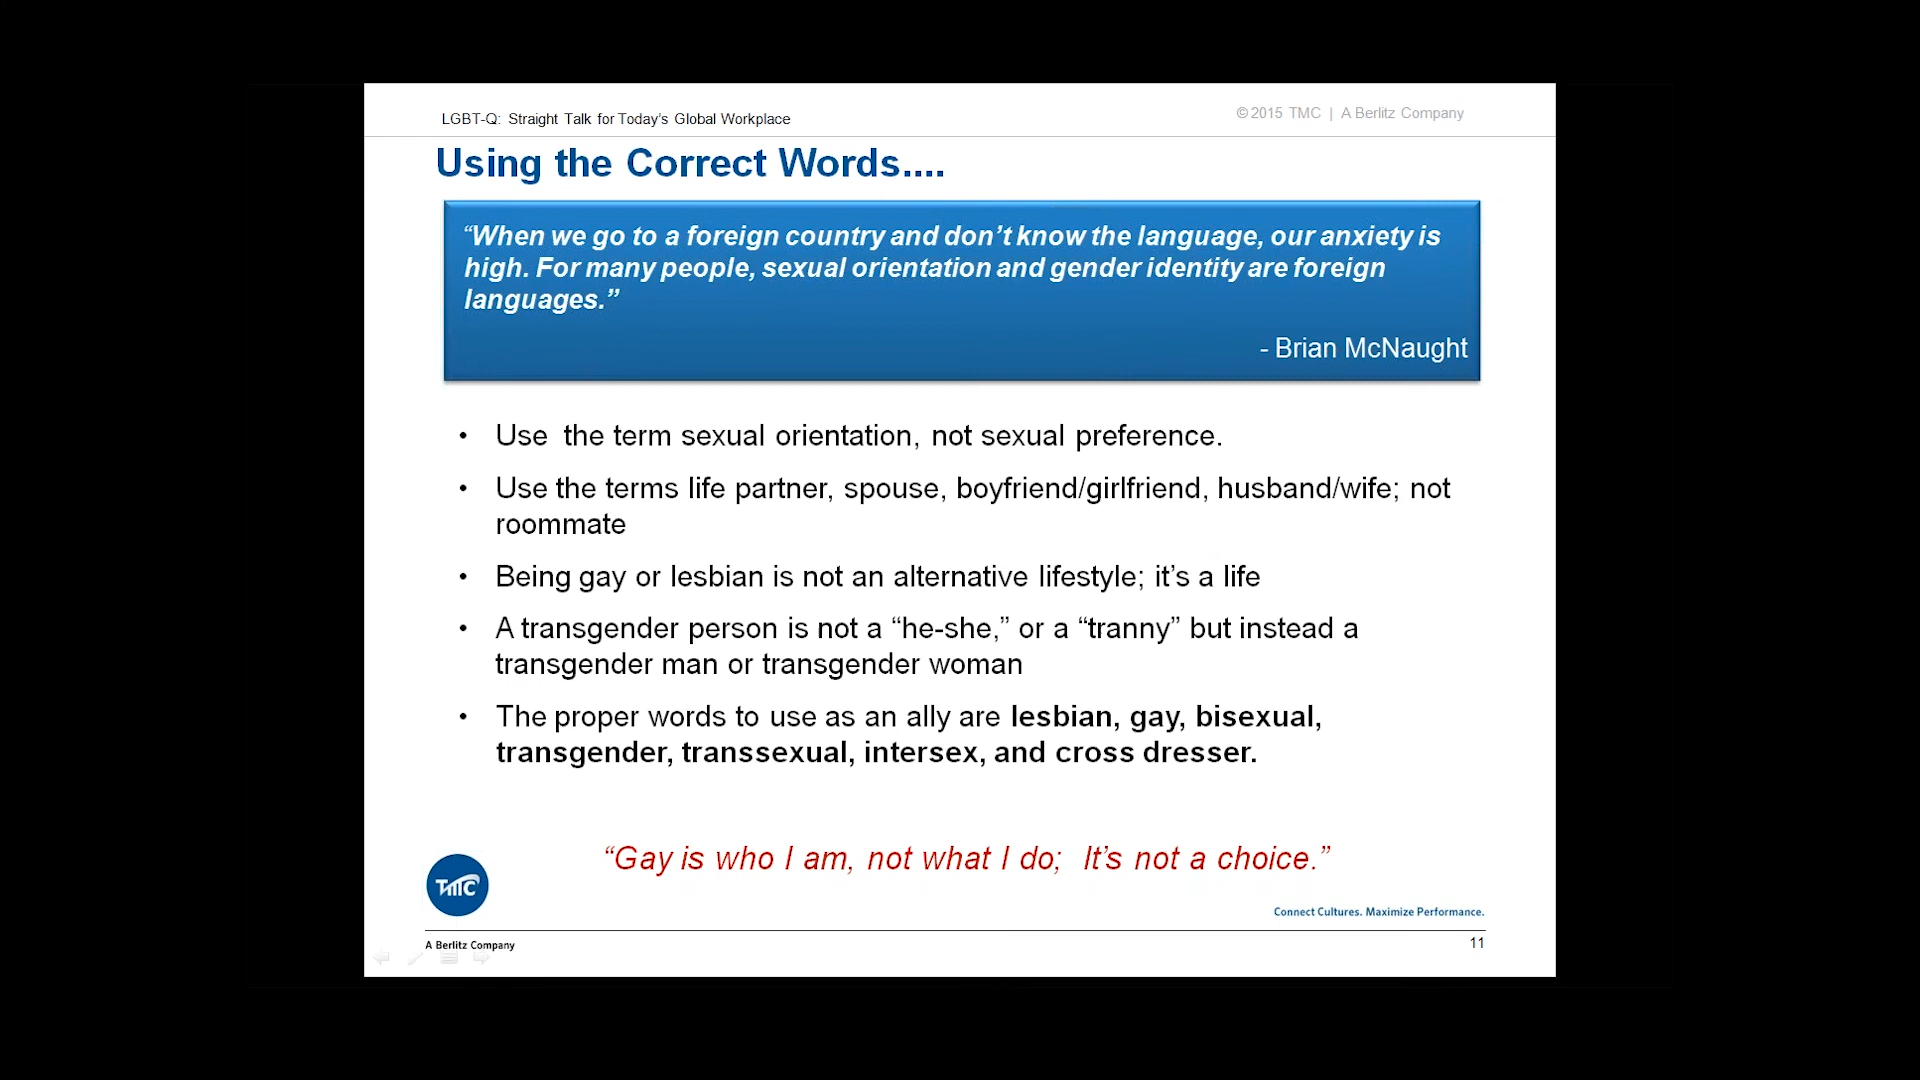 LGBT-Q: Straight Talk for Today’s Global Workplace
© 2015 TMC | A Berlitz Company
Using the Correct Words....
“When we go to a foreign country and don’t know the language, our anxiety is
high. For many people, sexual orientation and gender identity are foreign
languages.”
- Brian McNaught
• Use the term sexual orientation, not sexual preference.
• Use the terms life partner, spouse, boyfriend/girlfriend, husband/wife; not
roommate
• Being gay or lesbian is not an alternative lifestyle; it’s a life
• A transgender person is not a “he-she,” or a “tranny” but instead a
transgender man or transgender woman
• The proper words to use as an ally are lesbian, gay, bisexual,
transgender, transsexual, intersex, and cross dresser.
“Gay is who I am, not what I do; It’s not a choice.”
TMC
Connect Cultures. Maximize Performance.
A Berlitz Company
11